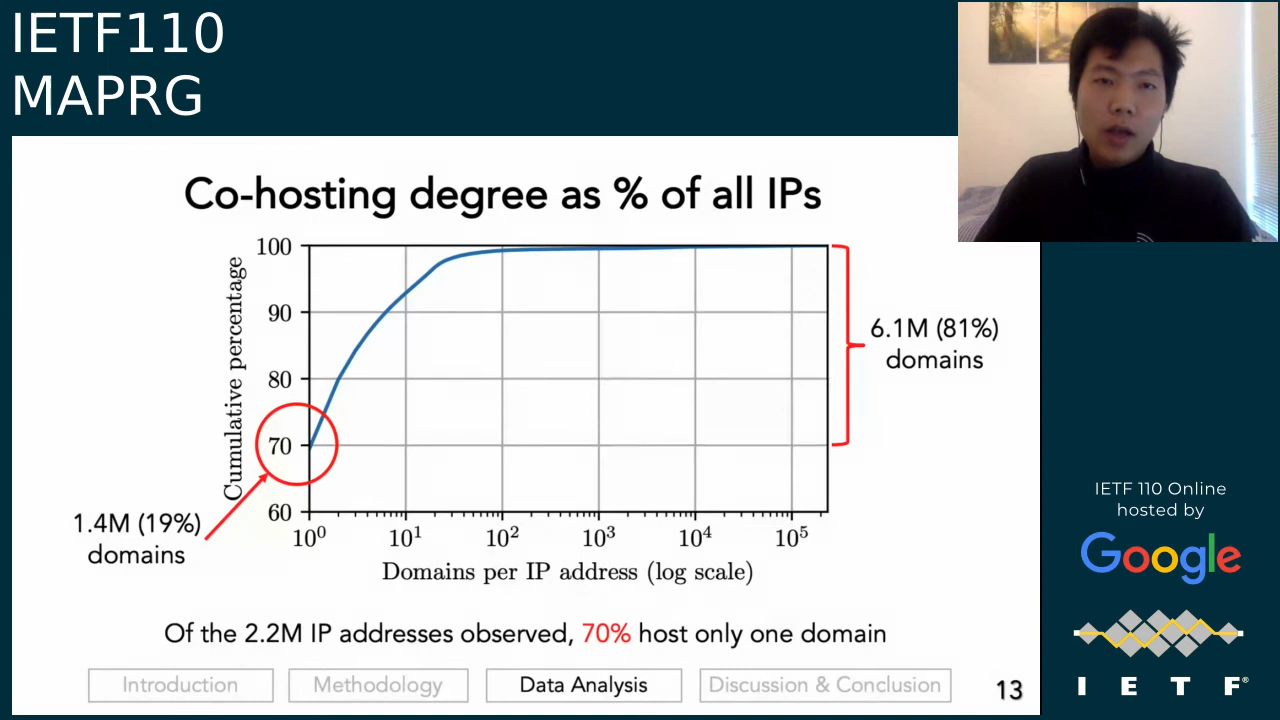 IETF110
MAPRG
Co-hosting degree as % of all IPs
Cumulative percentage
100
90
80
70
60
10⁰ 10¹ 10² 10³ 10⁴ 10⁵
Domains per IP address (log scale)
6.1M (81%)
domains
1.4M (19%)
domains
Of the 2.2M IP addresses observed, 70% host only one domain
Introduction
Methodology
Data Analysis
Discussion & Conclusion
13
IETF 110 Online
hosted by
Google
I E T F®